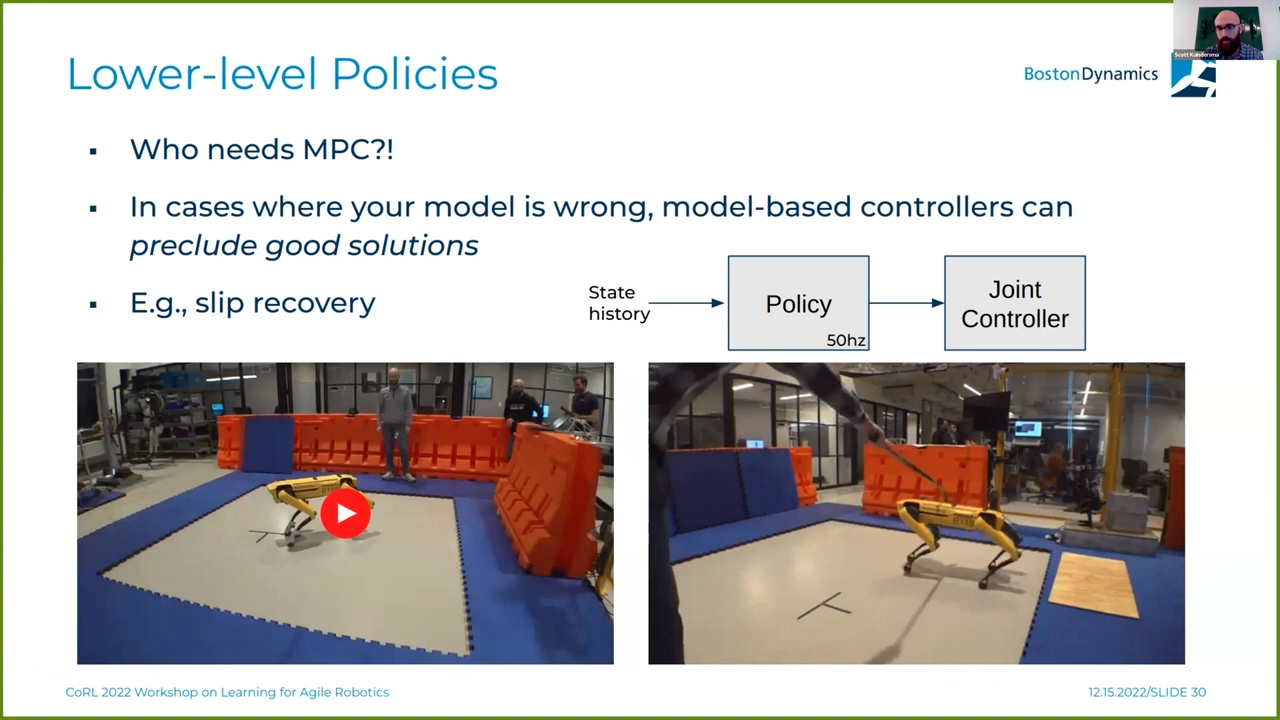 Scott Kuindersma
Lower-level Policies
BostonDynamics
▪ Who needs MPC?!
▪ In cases where your model is wrong, model-based controllers can
preclude good solutions
▪ E.g., slip recovery
State
history
Policy
50hz
Joint
Controller
CoRL 2022 Workshop on Learning for Agile Robotics
12.15.2022/SLIDE 30